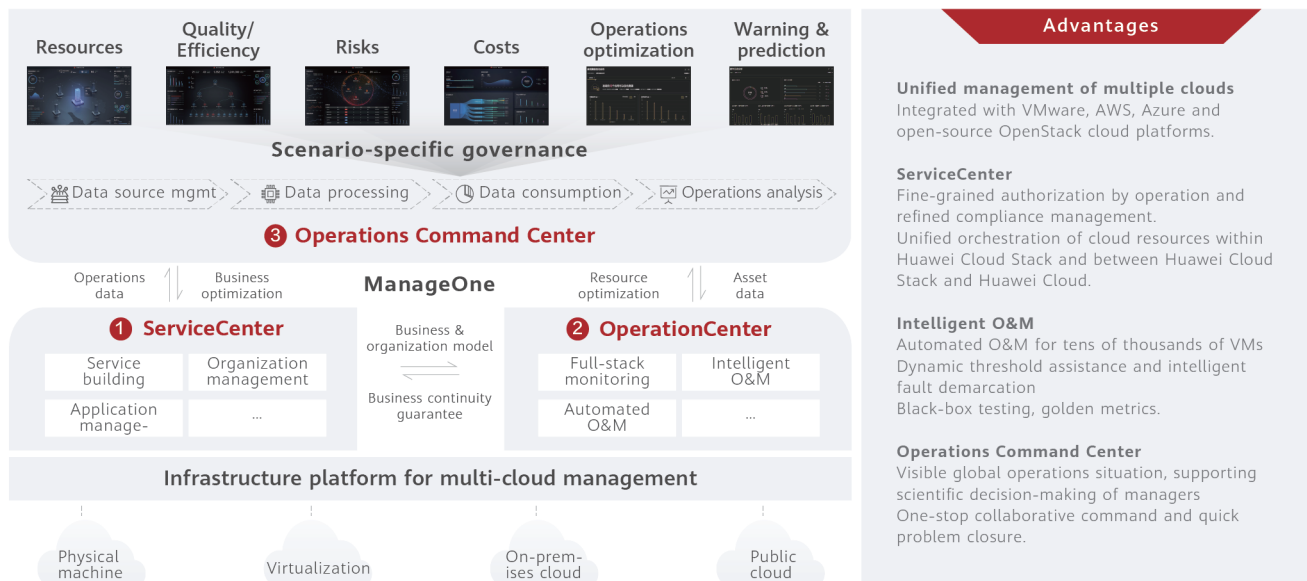 Resources
Quality/
Efficiency
Risks
Costs
Operations
optimization
Warning &
prediction
Scenario-specific governance
Data source mgmt
Data processing
Data consumption
Operations analysis
3 Operations Command Center
Operations
data
Business
optimization
ManageOne
Resource
optimization
Asset
data
1 ServiceCenter
Service
building
Organization
management
Application
manage-
...
Business &
organization model
Business continuity
guarantee
2 OperationCenter
Full-stack
monitoring
Intelligent
O&M
Automated
O&M
...
Infrastructure platform for multi-cloud management
Physical
machine
Virtualization
On-prem-
ises cloud
Public
cloud
Advantages
Unified management of multiple clouds
Integrated with VMware, AWS, Azure and
open-source OpenStack cloud platforms.
ServiceCenter
Fine-grained authorization by operation and
refined compliance management.
Unified orchestration of cloud resources within
Huawei Cloud Stack and between Huawei Cloud
Stack and Huawei Cloud.
Intelligent O&M
Automated O&M for tens of thousands of VMs
Dynamic threshold assistance and intelligent
fault demarcation
Black-box testing, golden metrics.
Operations Command Center
Visible global operations situation, supporting
scientific decision-making of managers
One-stop collaborative command and quick
problem closure.